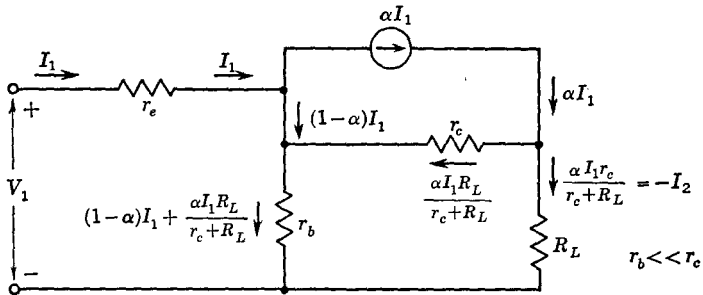 αI₁
I₁
I₁
r_e
+
αI₁
(1−α)I₁
r_c
V₁
αI₁R_L / (r_c+R_L)
αI₁r_c / (r_c+R_L) = −I₂
(1−α)I₁ + αI₁R_L / (r_c+R_L)
r_b
R_L
r_b<<r_c
−